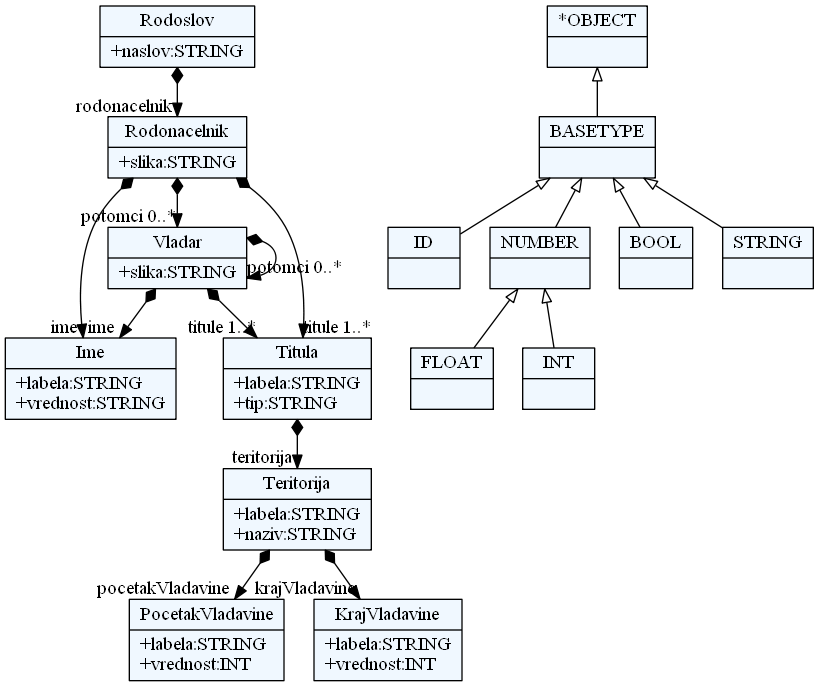 Rodoslov
+naslov:STRING
rodonacelnik
Rodonacelnik
+slika:STRING
potomci 0..*
Vladar
+slika:STRING
potomci 0..*
ime
ime
titule 1..*
titule 1..*
Ime
+labela:STRING
+vrednost:STRING
Titula
+labela:STRING
+tip:STRING
teritorija
Teritorija
+labela:STRING
+naziv:STRING
pocetakVladavine
krajVladavine
PocetakVladavine
+labela:STRING
+vrednost:INT
KrajVladavine
+labela:STRING
+vrednost:INT
*OBJECT
BASETYPE
ID
NUMBER
BOOL
STRING
FLOAT
INT